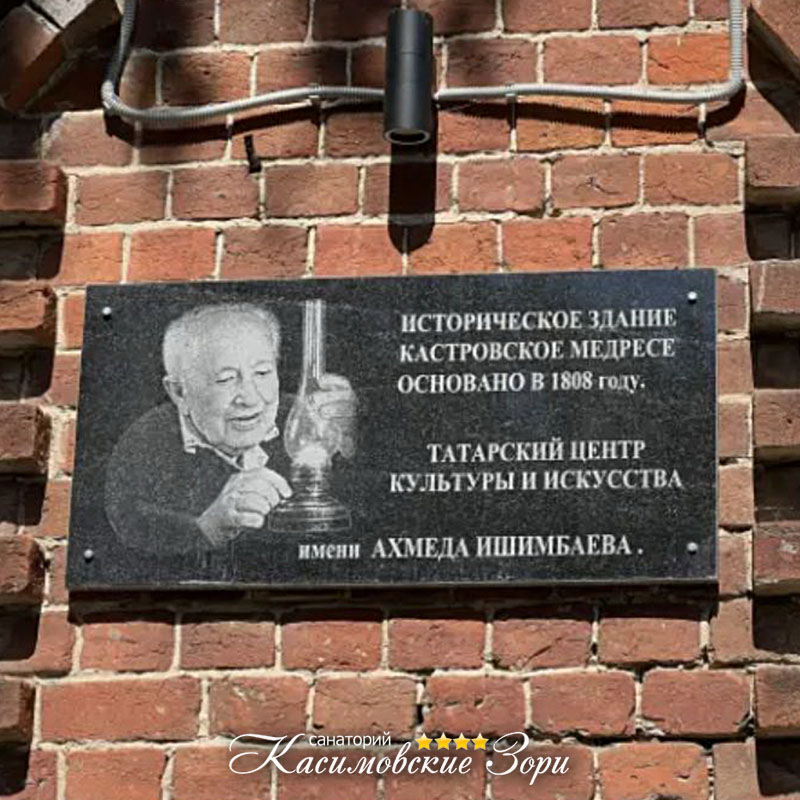 ИСТОРИЧЕСКОЕ ЗДАНИЕ
КАСТРОВСКОЕ МЕДРЕСЕ
ОСНОВАНО В 1808 году.
ТАТАРСКИЙ ЦЕНТР
КУЛЬТУРЫ И ИСКУССТВА
имени АХМЕДА ИШИМБАЕВА.
санаторий
Касимовские Зори